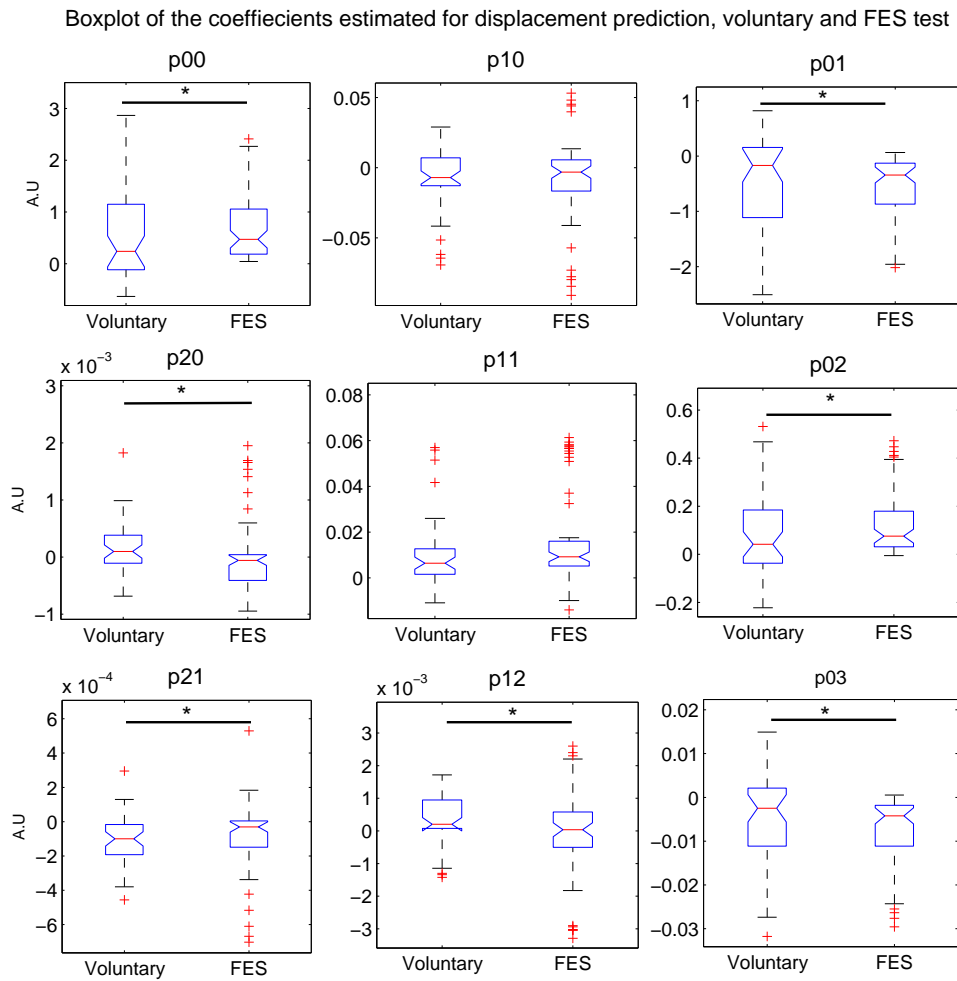 Boxplot of the coeffiecients estimated for displacement prediction, voluntary and FES test
p00
3
2
1
0
A.U
*
Voluntary FES
p10
0.05
0
−0.05
Voluntary FES
p01
1
0
−1
−2
*
Voluntary FES
p20
x 10−3
3
2
1
0
−1
A.U
*
Voluntary FES
p11
0.08
0.06
0.04
0.02
0
Voluntary FES
p02
0.6
0.4
0.2
0
−0.2
*
Voluntary FES
p21
x 10−4
6
4
2
0
−2
−4
−6
A.U
*
Voluntary FES
p12
x 10−3
3
2
1
0
−1
−2
−3
*
Voluntary FES
p03
0.02
0.01
0
−0.01
−0.02
−0.03
*
Voluntary FES